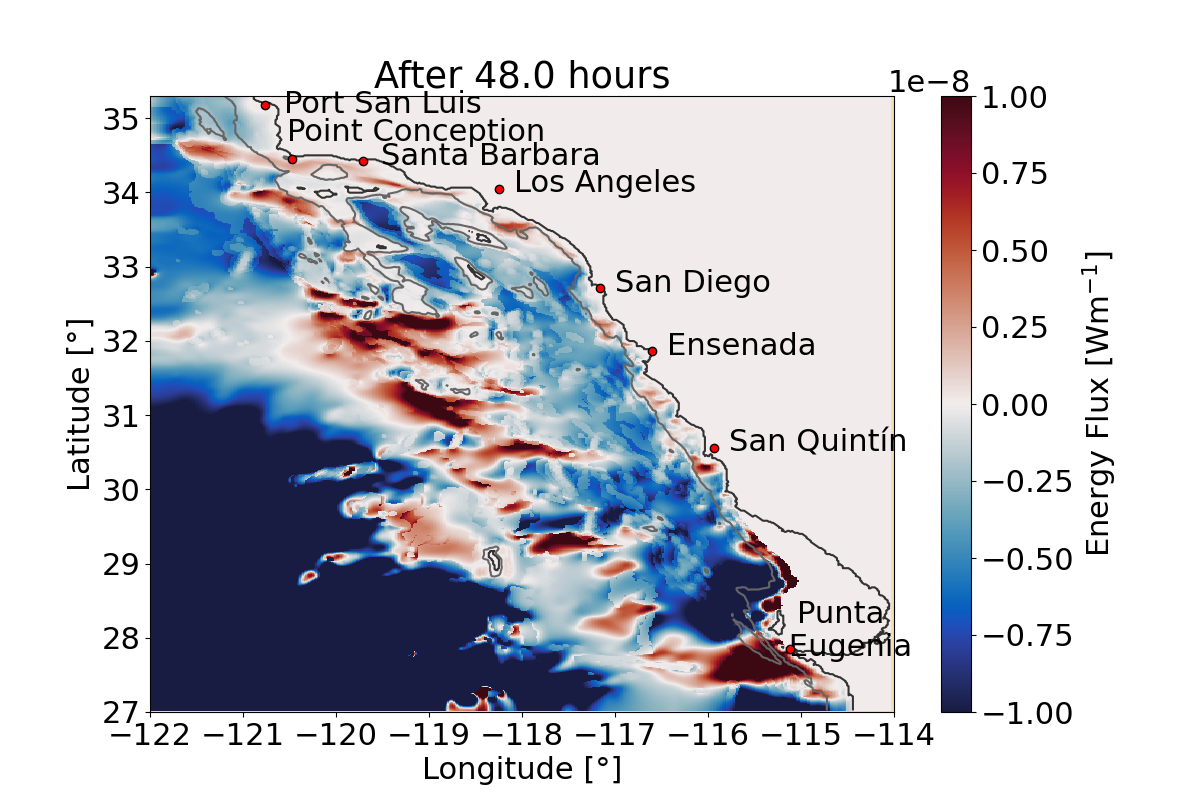 After 48.0 hours
1e−8
Port San Luis
Point Conception
Santa Barbara
Los Angeles
San Diego
Ensenada
San Quintín
Punta
Eugenia
35
34
33
32
31
30
29
28
27
−122
−121
−120
−119
−118
−117
−116
−115
−114
Longitude [°]
Latitude [°]
1.00
0.75
0.50
0.25
0.00
−0.25
−0.50
−0.75
−1.00
Energy Flux [Wm−1]